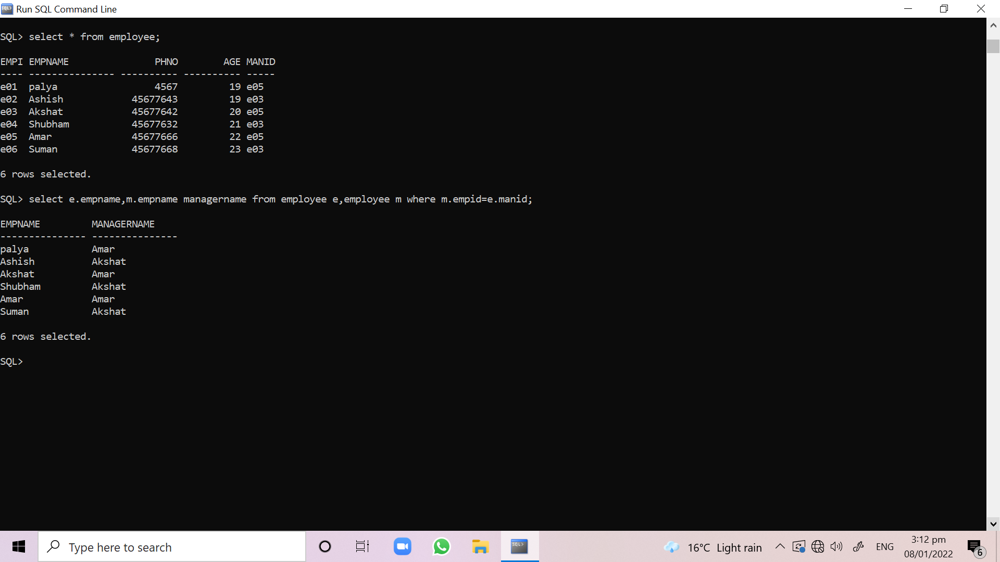 Run SQL Command Line
SQL> select * from employee;
EMPI EMPNAME               PHNO        AGE MANID
---- --------------- ---------- ---------- -----
e01  palya                 4567         19 e05
e02  Ashish            45677643         19 e03
e03  Akshat            45677642         20 e05
e04  Shubham           45677632         21 e03
e05  Amar              45677666         22 e05
e06  Suman             45677668         23 e03
6 rows selected.
SQL> select e.empname,m.empname managername from employee e,employee m where m.empid=e.manid;
EMPNAME         MANAGERNAME
--------------- ---------------
palya           Amar
Ashish          Akshat
Akshat          Amar
Shubham         Akshat
Amar            Amar
Suman           Akshat
6 rows selected.
SQL>
Type here to search
SQL>
16°C Light rain
ENG
3:12 pm
08/01/2022
6